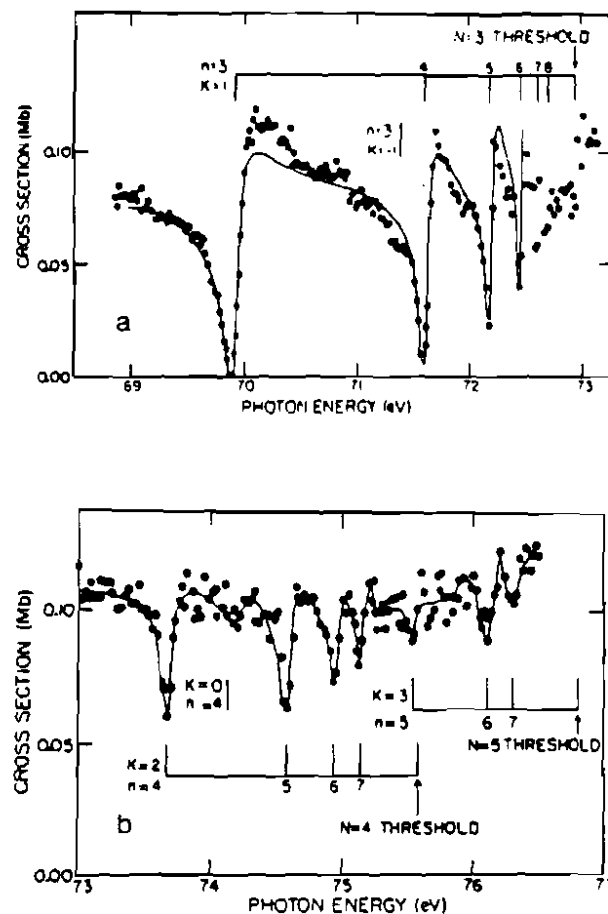 N=3 THRESHOLD
n=3 4 5 6 7 8
K=1
n=3
K=-1
CROSS SECTION (Mb)
0.10
0.05
0.00
a
69 70 71 72 73
PHOTON ENERGY (eV)
CROSS SECTION (Mb)
0.10
0.05
0.00
K=0
n=4
K=3
n=5 6 7
N=5 THRESHOLD
K=2
n=4 5 6 7
N=4 THRESHOLD
b
73 74 75 76 7
PHOTON ENERGY (eV)